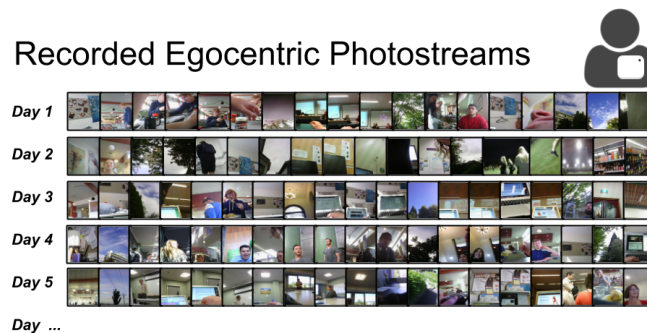 Recorded Egocentric Photostreams
Day 1
Day 2
Day 3
Day 4
Day 5
Day ...